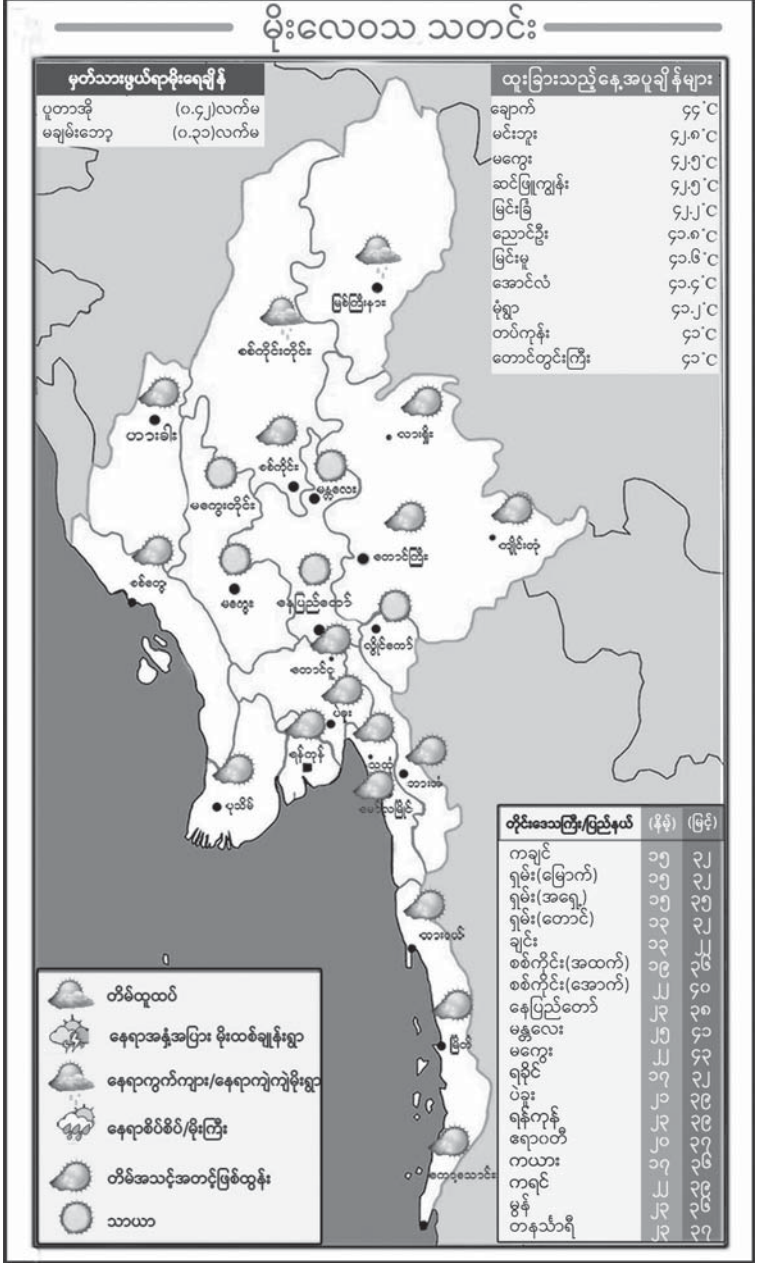 မိုးလေဝသ သတင်း
မှတ်သားဖွယ်ရာမိုးရေချိန်
ပူတာအို (၀.၄၂)လက်မ
မချမ်းဘော့ (၀.၃၁)လက်မ
ထူးခြားသည့်နေ့အပူချိန်များ
ချောက် ၄၄°C
မင်းဘူး ၄၂.၈°C
မကွေး ၄၂.၅°C
ဆင်ဖြူကျွန်း ၄၂.၅°C
မြင်းခြံ ၄၂.၂°C
ညောင်ဦး ၄၁.၈°C
မြင်းမူ ၄၁.၆°C
အောင်လံ ၄၁.၄°C
မုံရွာ ၄၁.၂°C
တပ်ကုန်း ၄၁°C
တောင်တွင်းကြီး ၄၁°C
မြစ်ကြီးနား
စစ်ကိုင်းတိုင်း
ဟားခါး
လားရှိုး
စစ်ကိုင်း
မန္တလေး
မကွေးတိုင်း
တောင်ကြီး
ကျိုင်းတုံ
စစ်တွေ
မကွေး
နေပြည်တော်
လွိုင်ကော်
တောင်ငူ
ပဲခူး
ရန်ကုန်
သထုံ
ဘားအံ
ပုသိမ်
မော်လမြိုင်
ထားဝယ်
မြိတ်
ကော့သောင်း
တိမ်ထူထပ်
နေရာအနှံ့အပြား မိုးထစ်ချုန်းရွာ
နေရာကွက်ကျား/နေရာကျဲကျဲမိုးရွာ
နေရာစိပ်စိပ်/မိုးကြီး
တိမ်အသင့်အတင့်ဖြစ်ထွန်း
သာယာ
တိုင်းဒေသကြီး/ပြည်နယ် (နိမ့်) (မြင့်)
ကချင် ၁၅ ၃၂
ရှမ်း(မြောက်) ၁၅ ၃၂
ရှမ်း(အရှေ့) ၁၅ ၃၅
ရှမ်း(တောင်) ၁၃ ၃၂
ချင်း ၁၃ ၂၂
စစ်ကိုင်း(အထက်) ၁၉ ၃၆
စစ်ကိုင်း(အောက်) ၂၂ ၄၀
နေပြည်တော် ၂၃ ၃၈
မန္တလေး ၂၅ ၄၁
မကွေး ၂၂ ၄၃
ရခိုင် ၁၇ ၃၂
ပဲခူး ၂၁ ၃၉
ရန်ကုန် ၂၃ ၃၉
ဧရာဝတီ ၂၀ ၃၇
ကယား ၁၇ ၃၆
ကရင် ၂၂ ၃၉
မွန် ၂၃ ၃၆
တနင်္သာရီ ၂၃ ၃၇